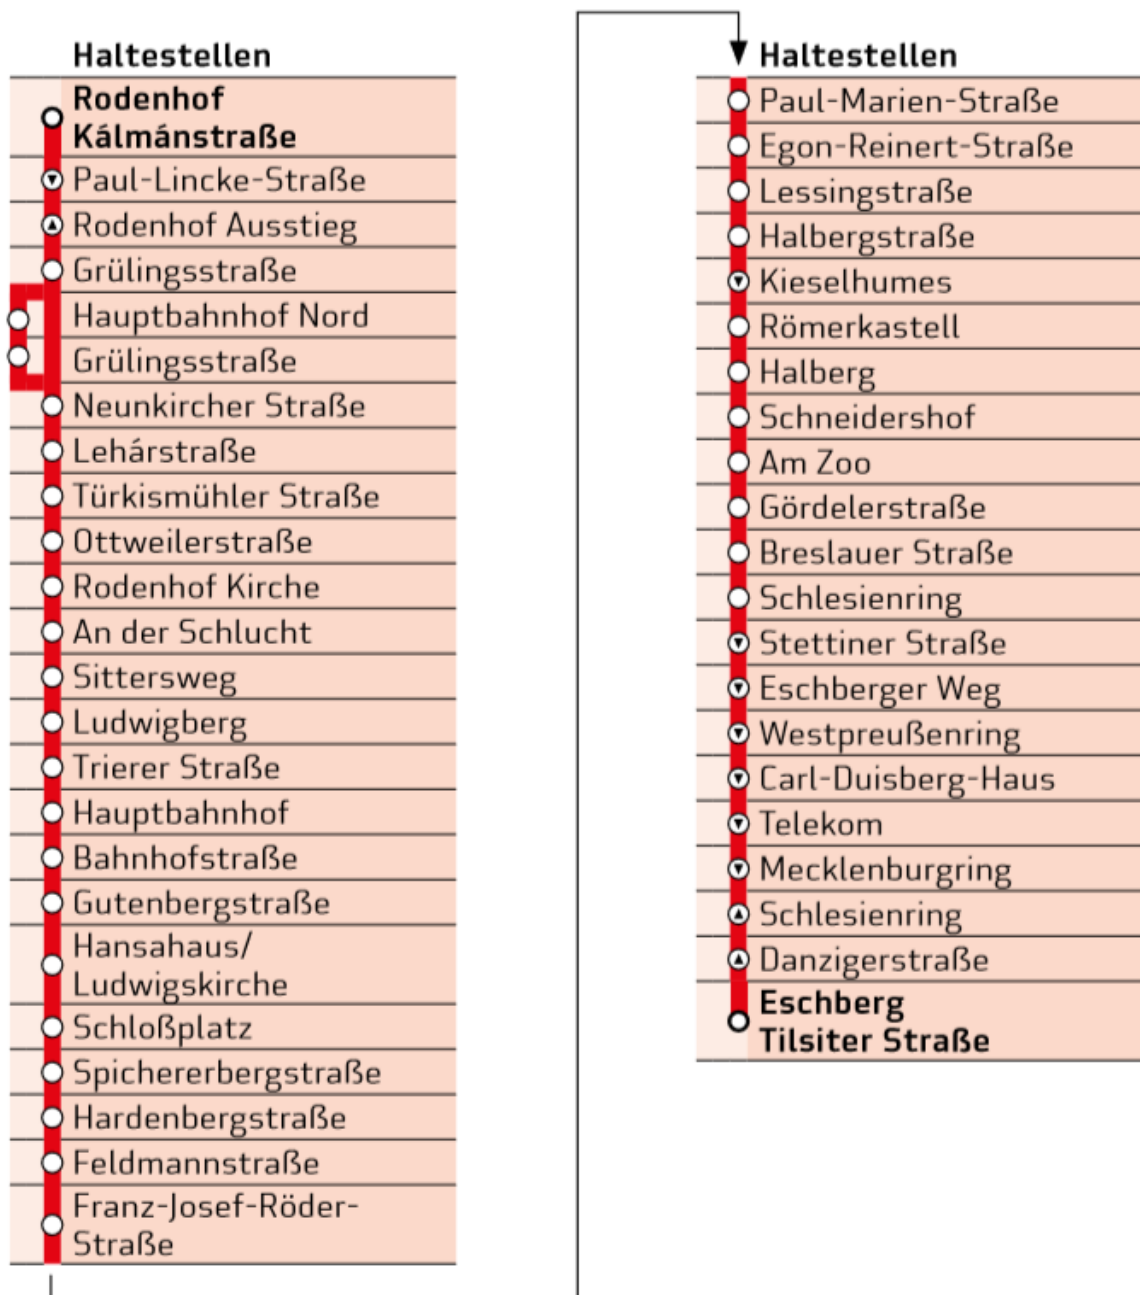 Haltestellen
Rodenhof
Kálmánstraße
Paul-Lincke-Straße
Rodenhof Ausstieg
Grülingsstraße
Hauptbahnhof Nord
Grülingsstraße
Neunkircher Straße
Lehárstraße
Türkismühler Straße
Ottweilerstraße
Rodenhof Kirche
An der Schlucht
Sittersweg
Ludwigberg
Trierer Straße
Hauptbahnhof
Bahnhofstraße
Gutenbergstraße
Hansahaus/
Ludwigskirche
Schloßplatz
Spichererbergstraße
Hardenbergstraße
Feldmannstraße
Franz-Josef-Röder-
Straße
Haltestellen
Paul-Marien-Straße
Egon-Reinert-Straße
Lessingstraße
Halbergstraße
Kieselhumes
Römerkastell
Halberg
Schneidershof
Am Zoo
Gördelerstraße
Breslauer Straße
Schlesienring
Stettiner Straße
Eschberger Weg
Westpreußenring
Carl-Duisberg-Haus
Telekom
Mecklenburgring
Schlesienring
Danzigerstraße
Eschberg
Tilsiter Straße